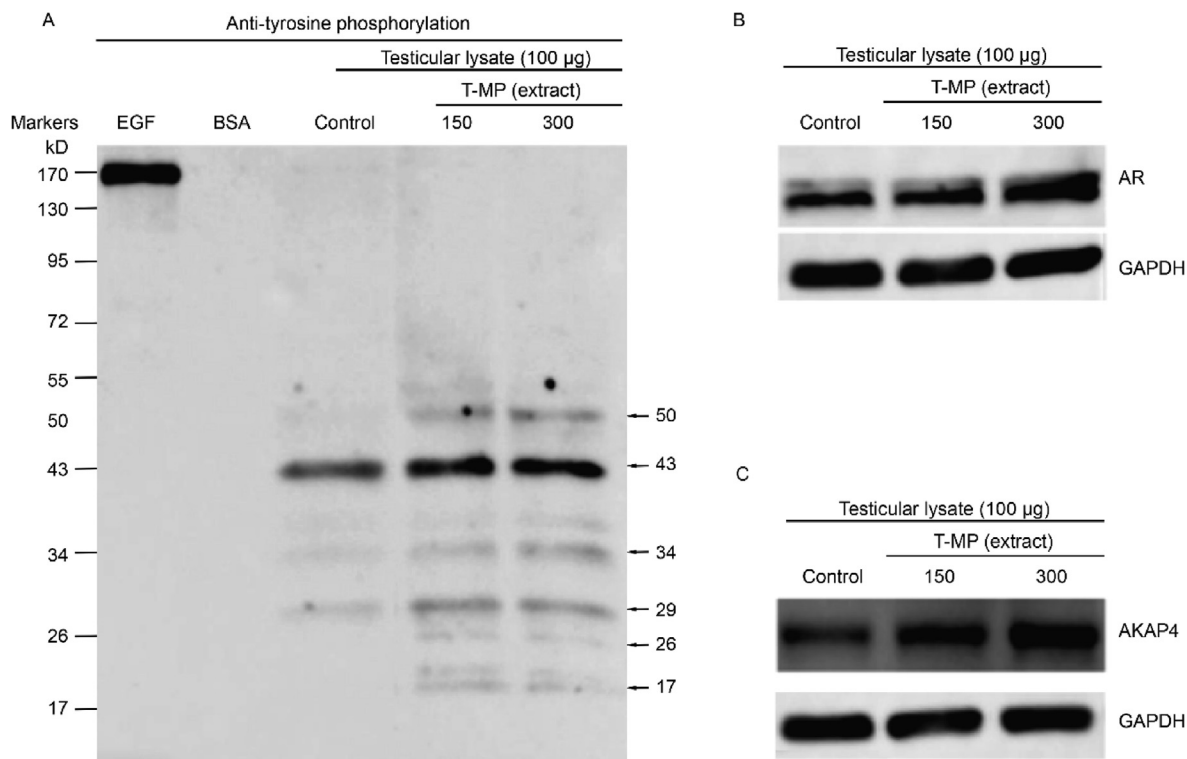 A
Anti-tyrosine phosphorylation
Testicular lysate (100 µg)
T-MP (extract)
Markers EGF BSA Control 150 300
kD
170
130
95
72
55
50
43
34
26
17
50
43
34
29
26
17
B
Testicular lysate (100 µg)
T-MP (extract)
Control 150 300
AR
GAPDH
C
Testicular lysate (100 µg)
T-MP (extract)
Control 150 300
AKAP4
GAPDH